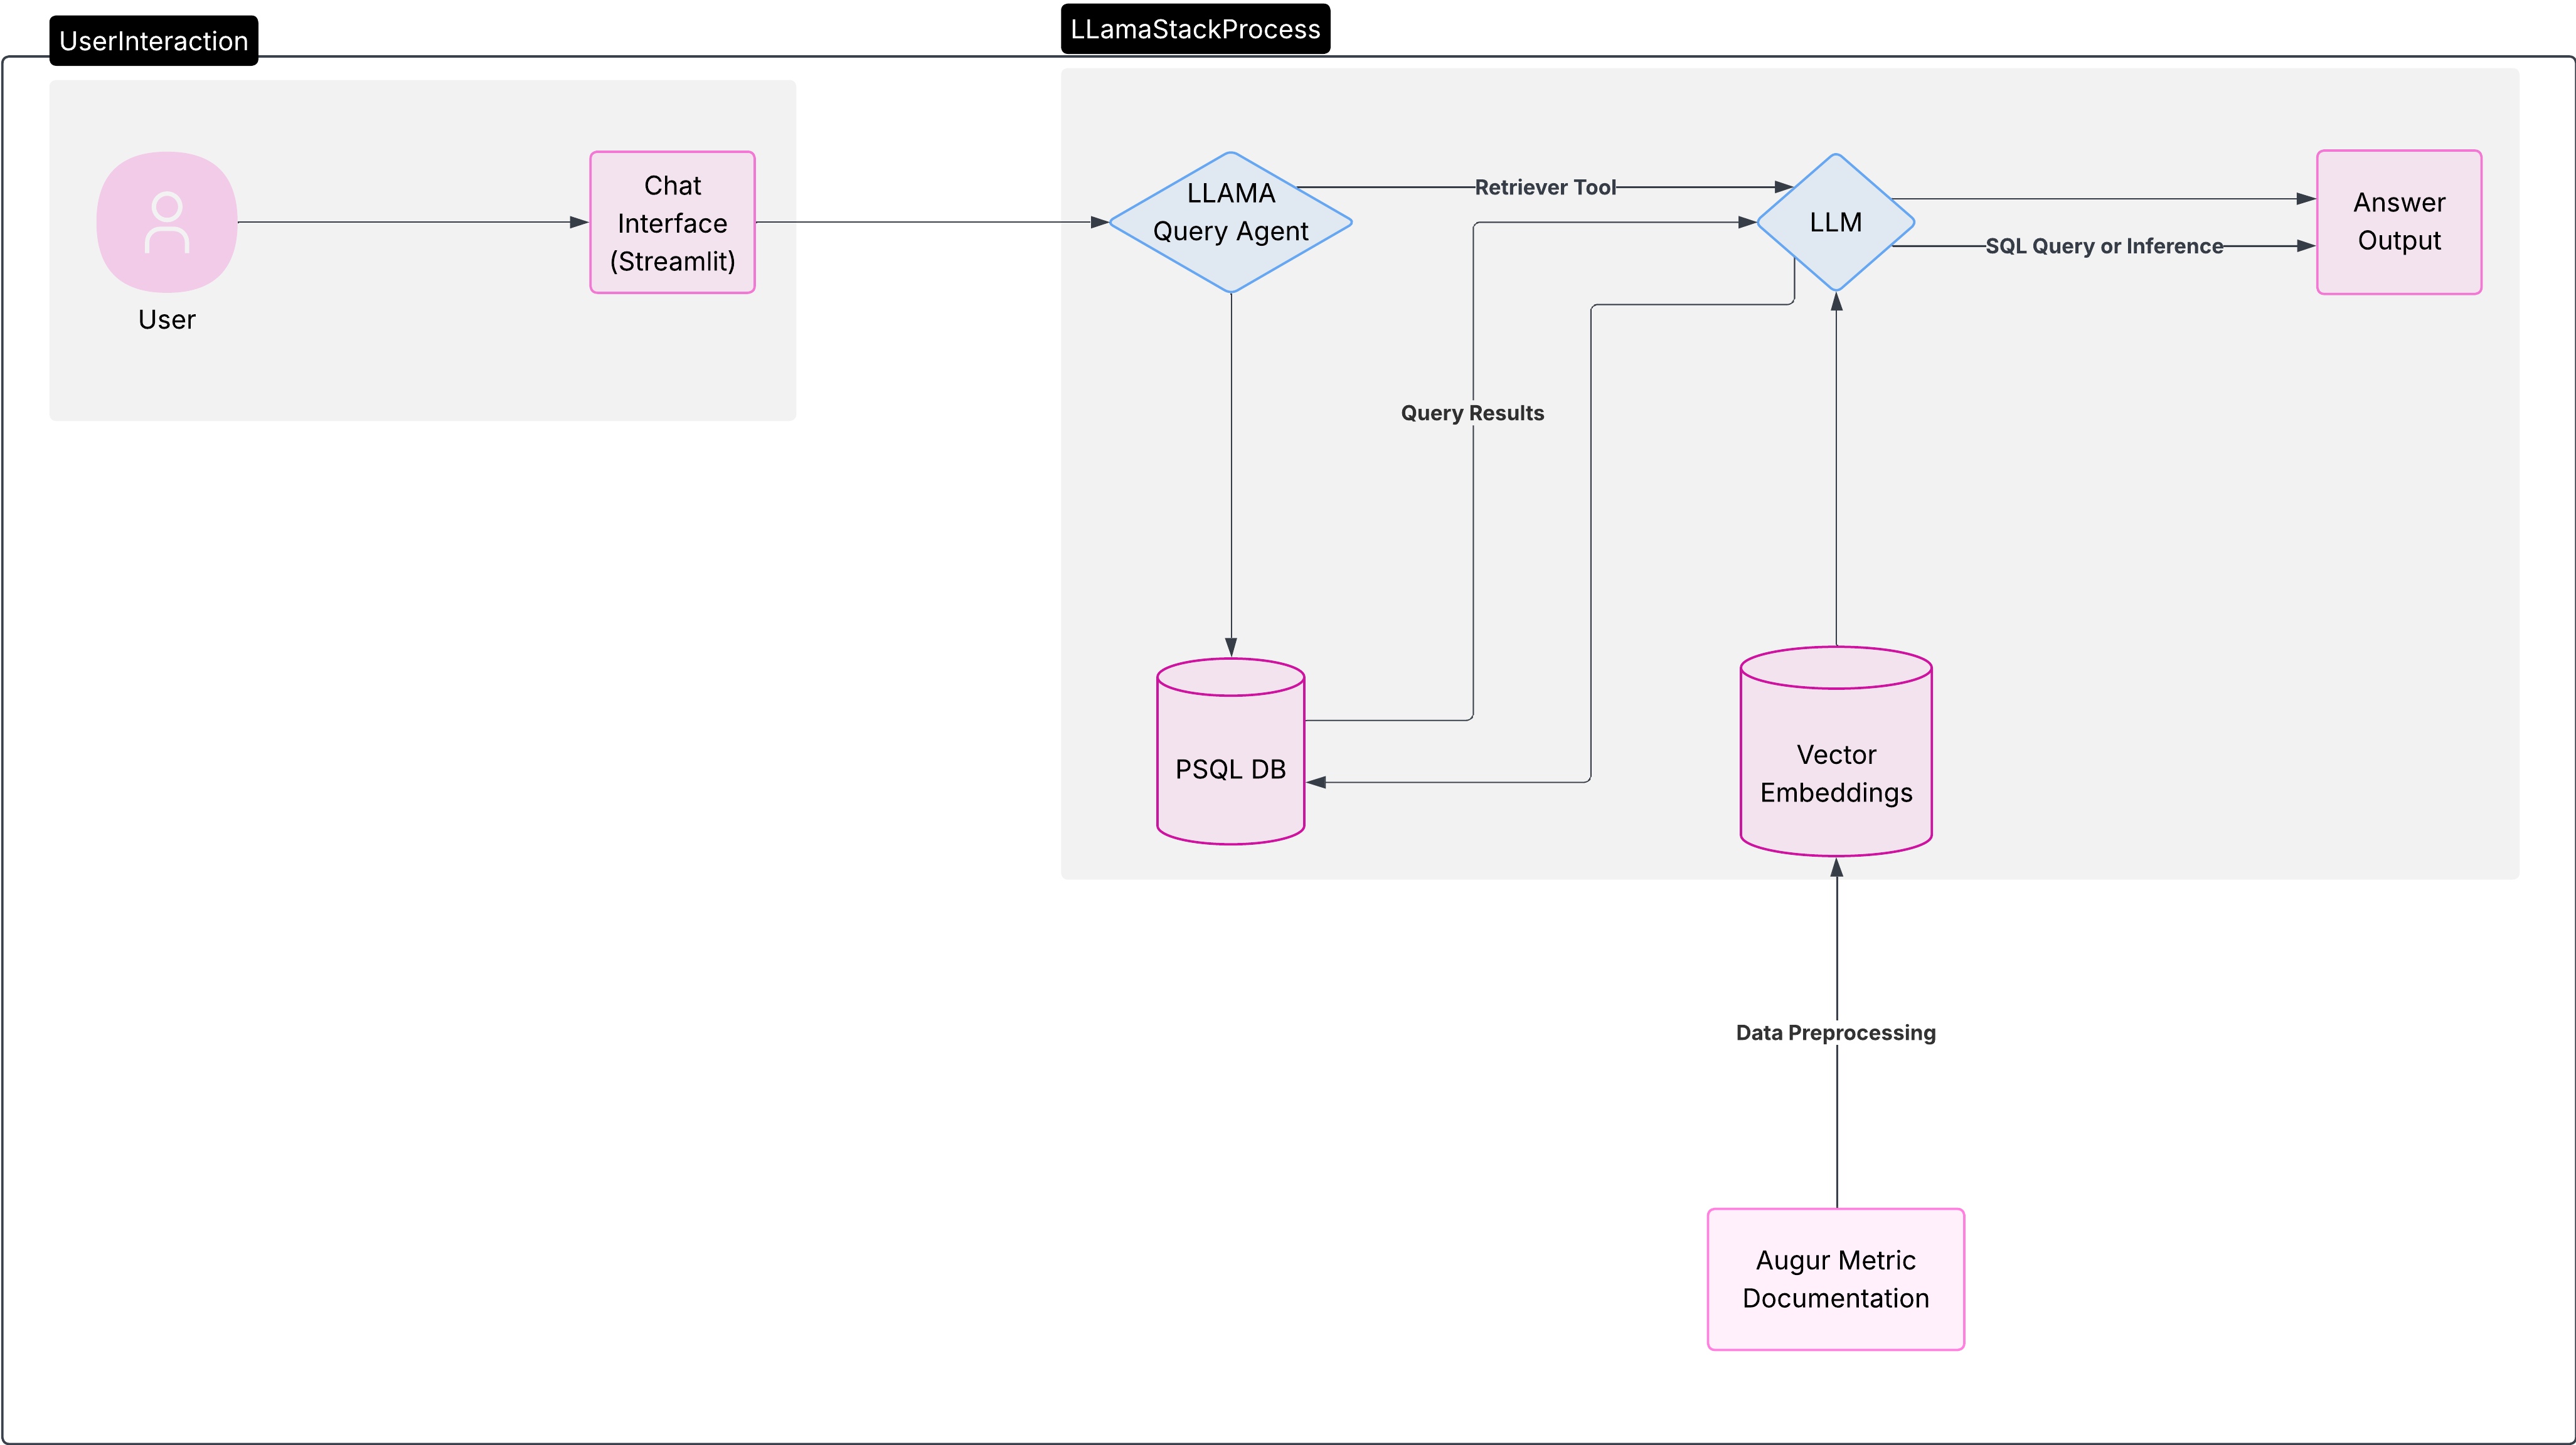 UserInteraction
LLamaStackProcess
User
Chat
Interface
(Streamlit)
LLAMA
Query Agent
Retriever Tool
LLM
SQL Query or Inference
Answer
Output
Query Results
PSQL DB
Vector
Embeddings
Data Preprocessing
Augur Metric
Documentation